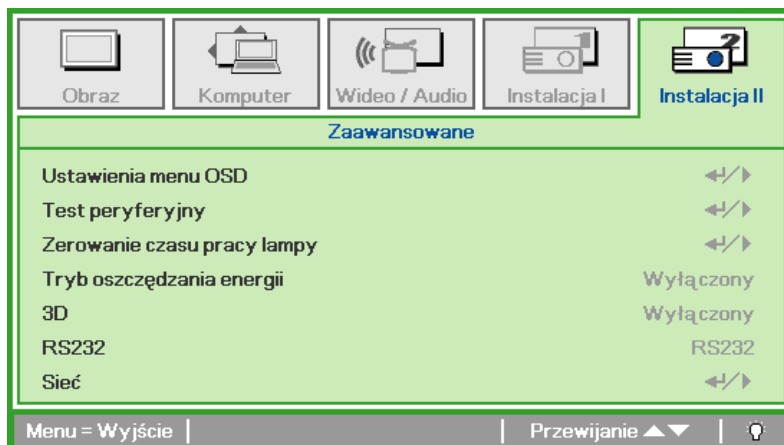 Obraz Komputer Wideo / Audio Instalacja I Instalacja II
Zaawansowane
Ustawienia menu OSD
Test peryferyjny
Zerowanie czasu pracy lampy
Tryb oszczędzania energii Wyłączony
3D Wyłączony
RS232 RS232
Sieć
Menu = Wyjście Przewijanie